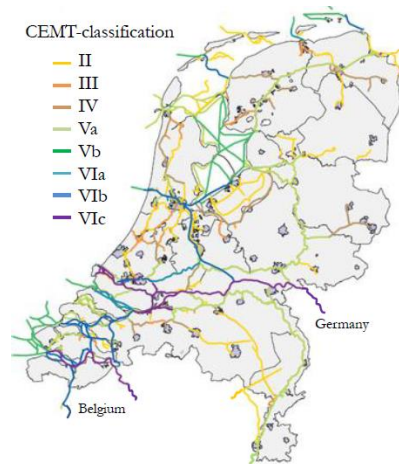 CEMT-classification
II
III
IV
Va
Vb
VIa
VIb
VIc
Germany
Belgium